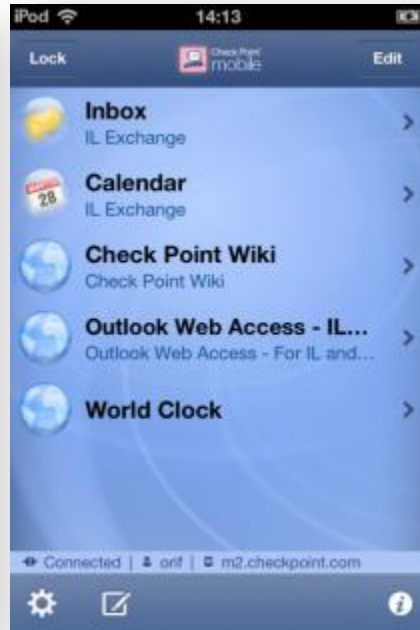 iPod 14:13
Lock Check Point mobile Edit
Inbox
IL Exchange
28 Calendar
IL Exchange
Check Point Wiki
Check Point Wiki
Outlook Web Access - IL...
Outlook Web Access - For IL and...
World Clock
Connected | orif | m2.checkpoint.com